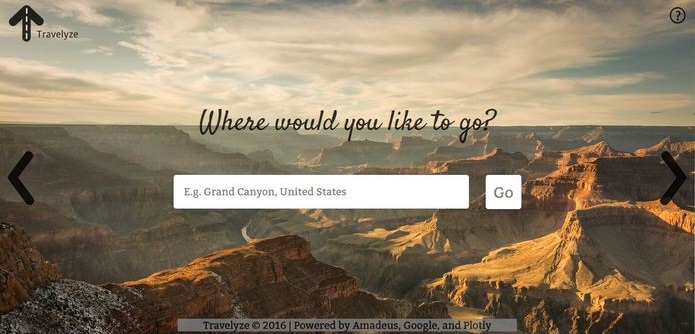 Travelyze
?
Where would you like to go?
E.g. Grand Canyon, United States
Go
Travelyze © 2016 | Powered by Amadeus, Google, and Plotly